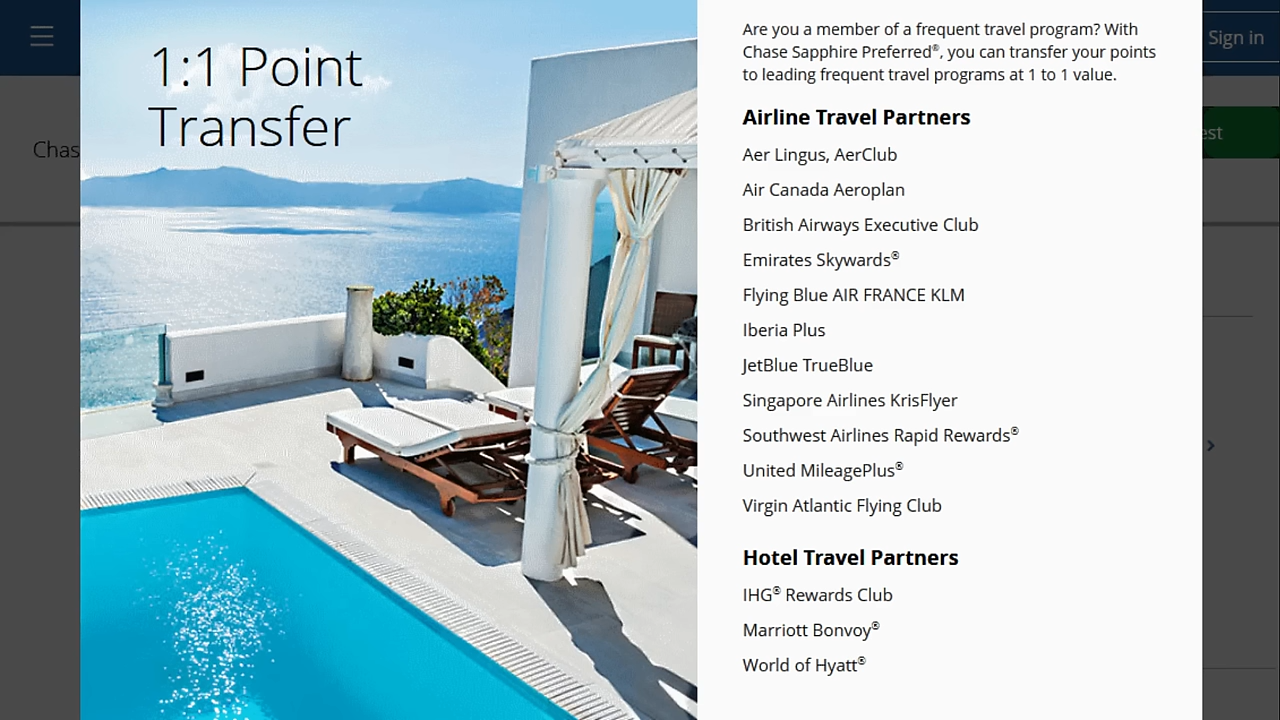 Sign in
Chas
est
1:1 Point
Transfer
Are you a member of a frequent travel program? With
Chase Sapphire Preferred®, you can transfer your points
to leading frequent travel programs at 1 to 1 value.
Airline Travel Partners
Aer Lingus, AerClub
Air Canada Aeroplan
British Airways Executive Club
Emirates Skywards®
Flying Blue AIR FRANCE KLM
Iberia Plus
JetBlue TrueBlue
Singapore Airlines KrisFlyer
Southwest Airlines Rapid Rewards®
United MileagePlus®
Virgin Atlantic Flying Club
Hotel Travel Partners
IHG® Rewards Club
Marriott Bonvoy®
World of Hyatt®